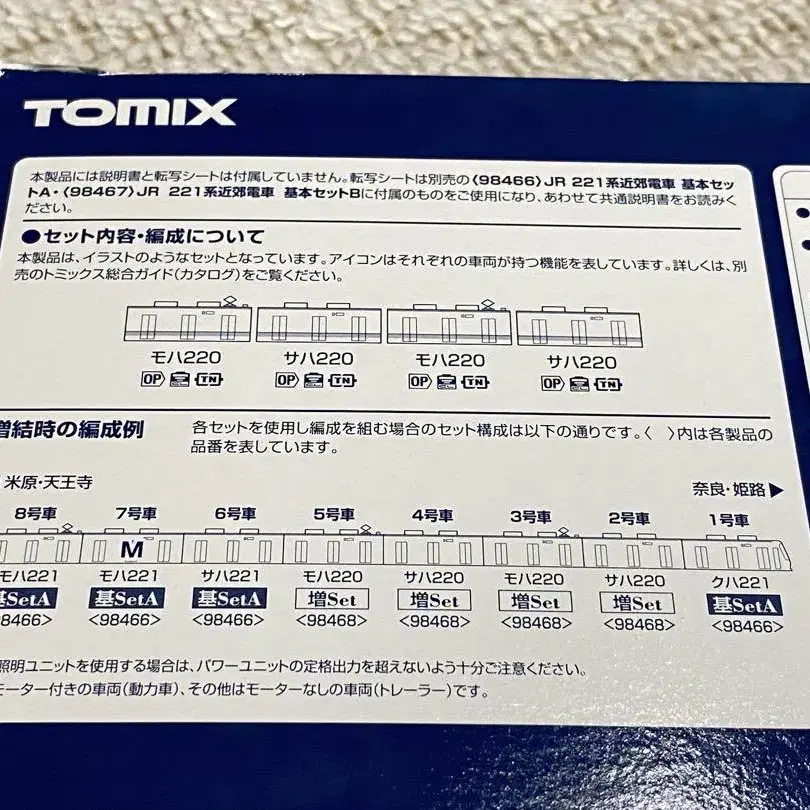 TOMIX
本製品には説明書と転写シートは付属していません。転写シートは別売の〈98466〉JR 221系近郊電車 基本セッ
トA・〈98467〉JR 221系近郊電車 基本セットBに付属のものをご使用になり、あわせて共通説明書をお読みく
ださい。
●セット内容・編成について
本製品は、イラストのようなセットとなっています。アイコンはそれぞれの車両が持つ機能を表しています。詳しくは、別
売のトミックス総合ガイド(カタログ)をご覧ください。
モハ220 サハ220 モハ220 サハ220
OP TN OP TN OP TN OP TN
増結時の編成例
各セットを使用し編成を組む場合のセット構成は以下の通りです。〈 〉内は各製品の
品番を表しています。
米原・天王寺
奈良・姫路▶
8号車 7号車 6号車 5号車 4号車 3号車 2号車 1号車
M
モハ221 モハ221 サハ221 モハ220 サハ220 モハ220 サハ220 クハ221
基SetA 基SetA 基SetA 増Set 増Set 増Set 増Set 基SetA
<98466> <98466> <98466> <98468> <98468> <98468> <98468> <98466>
照明ユニットを使用する場合は、パワーユニットの定格出力を超えないよう十分ご注意ください。
モーター付きの車両(動力車)、その他はモーターなしの車両(トレーラー)です。